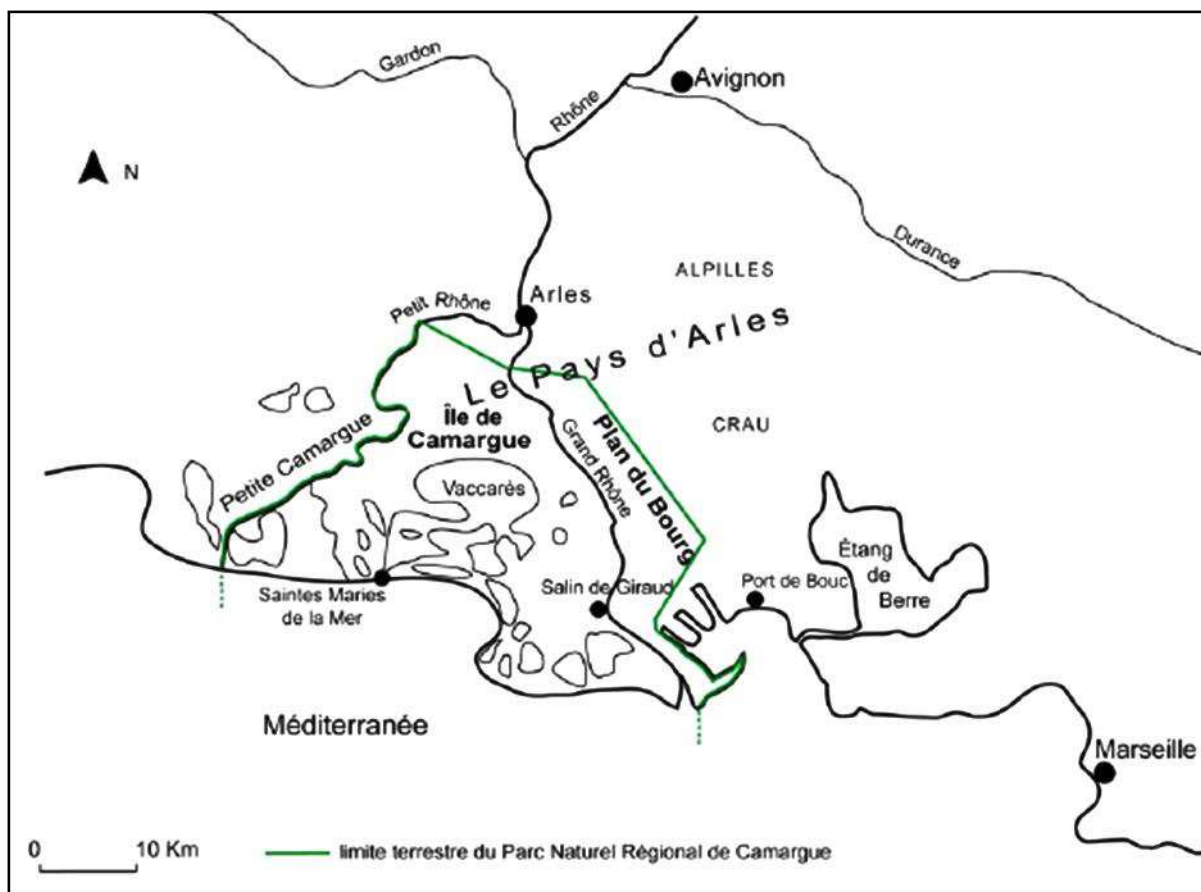 Gardon
Rhône
Avignon
N
Durance
ALPILLES
Petit Rhône
Arles
Le Pays d'Arles
Île de
Camargue
CRAU
Petite Camargue
Grand Rhône
Plan du Bourg
Vaccarès
Étang
de
Berre
Saintes Maries
de la Mer
Salin de Giraud
Port de Bouc
Méditerranée
Marseille
0 10 Km
limite terrestre du Parc Naturel Régional de Camargue